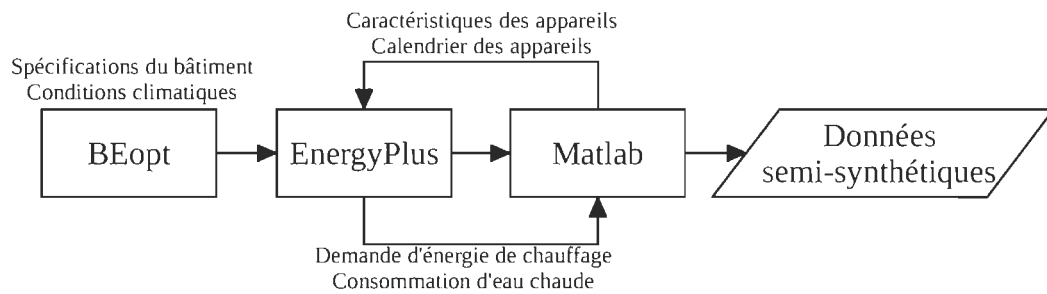 Caractéristiques des appareils
Calendrier des appareils
Spécifications du bâtiment
Conditions climatiques
BEopt
EnergyPlus
Matlab
Données
semi-synthétiques
Demande d'énergie de chauffage
Consommation d'eau chaude